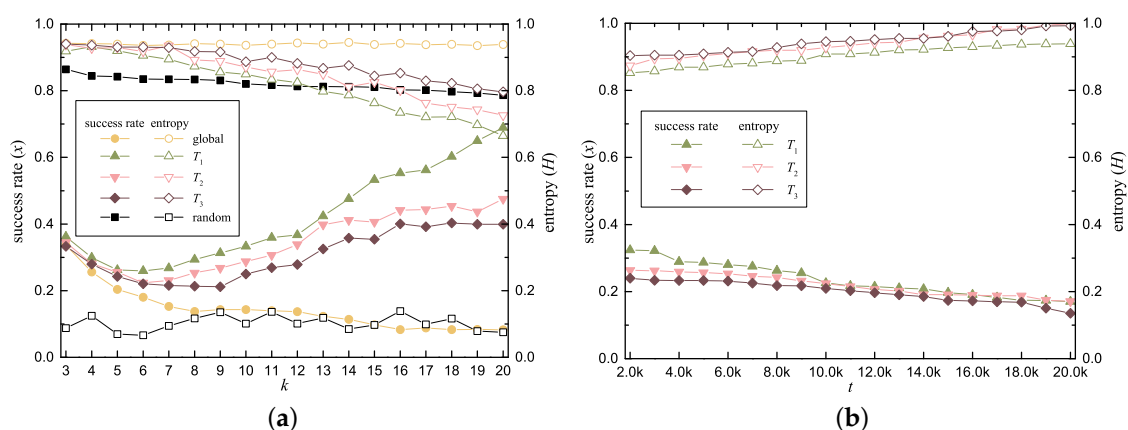 1.0
0.8
0.6
0.4
0.2
0.0
success rate (x)
success rate entropy
global
T1
T2
T3
random
3 4 5 6 7 8 9 10 11 12 13 14 15 16 17 18 19 20
k
1.0
0.8
0.6
0.4
0.2
0.0
entropy (H)
(a)
1.0
0.8
0.6
0.4
0.2
0.0
success rate (x)
success rate entropy
T1
T2
T3
2.0k 4.0k 6.0k 8.0k 10.0k 12.0k 14.0k 16.0k 18.0k 20.0k
t
1.0
0.8
0.6
0.4
0.2
0.0
entropy (H)
(b)